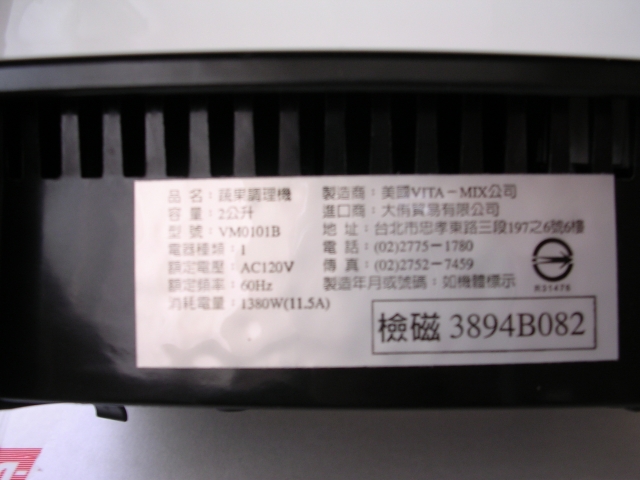 品 名：蔬果調理機
容 量：2公升
型 號：VM0101B
電器種類：1
額定電壓：AC120V
額定頻率：60Hz
消耗電量：1380W(11.5A)
製造商：美國VITA－MIX公司
進口商：大侑貿易有限公司
地 址：台北市忠孝東路三段197之6號6樓
電 話：(02)2775-1780
傳 真：(02)2752-7459
製造年月或號碼：如機體標示
R31478
檢磁 3894B082